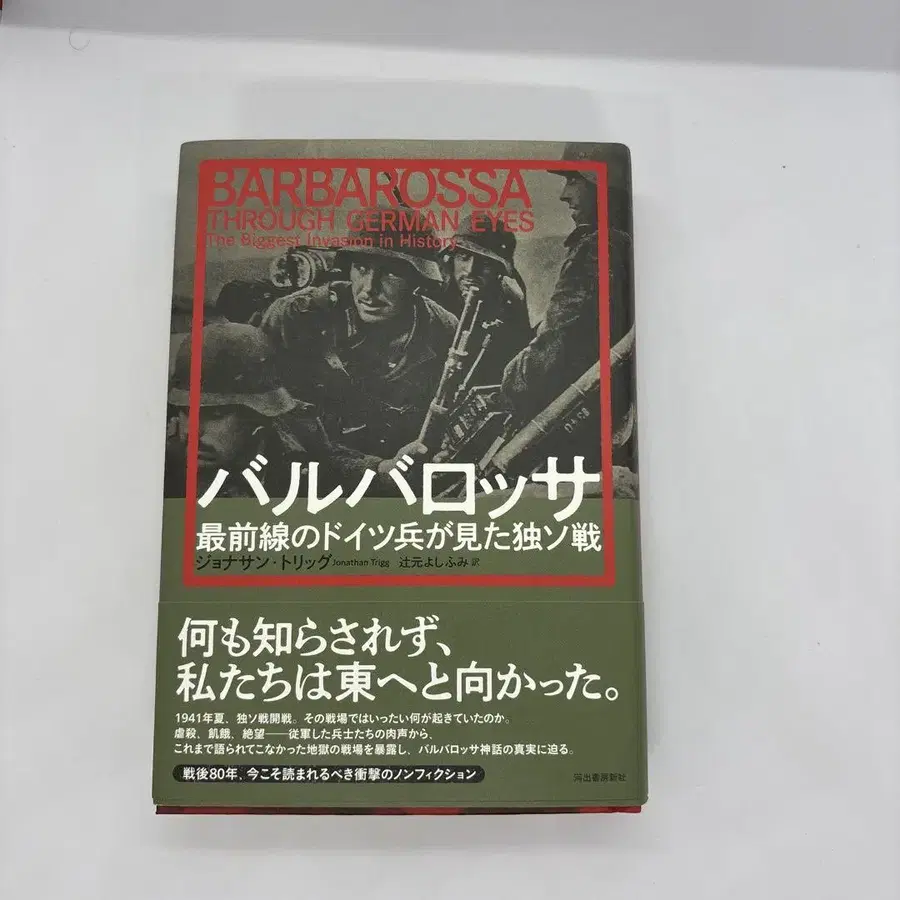 BARBAROSSA
THROUGH GERMAN EYES
The Biggest Invasion in History
バルバロッサ
最前線のドイツ兵が見た独ソ戦
ジョナサン・トリッグ Jonathan Trigg 辻元よしふみ 訳
何も知らされず、
私たちは東へと向かった。
1941年夏、独ソ戦開戦。その戦場ではいったい何が起きていたのか。
虐殺、飢餓、絶望――従軍した兵士たちの肉声から、
これまで語られてこなかった地獄の戦場を暴露し、バルバロッサ神話の真実に迫る。
戦後80年、今こそ読まれるべき衝撃のノンフィクション
河出書房新社